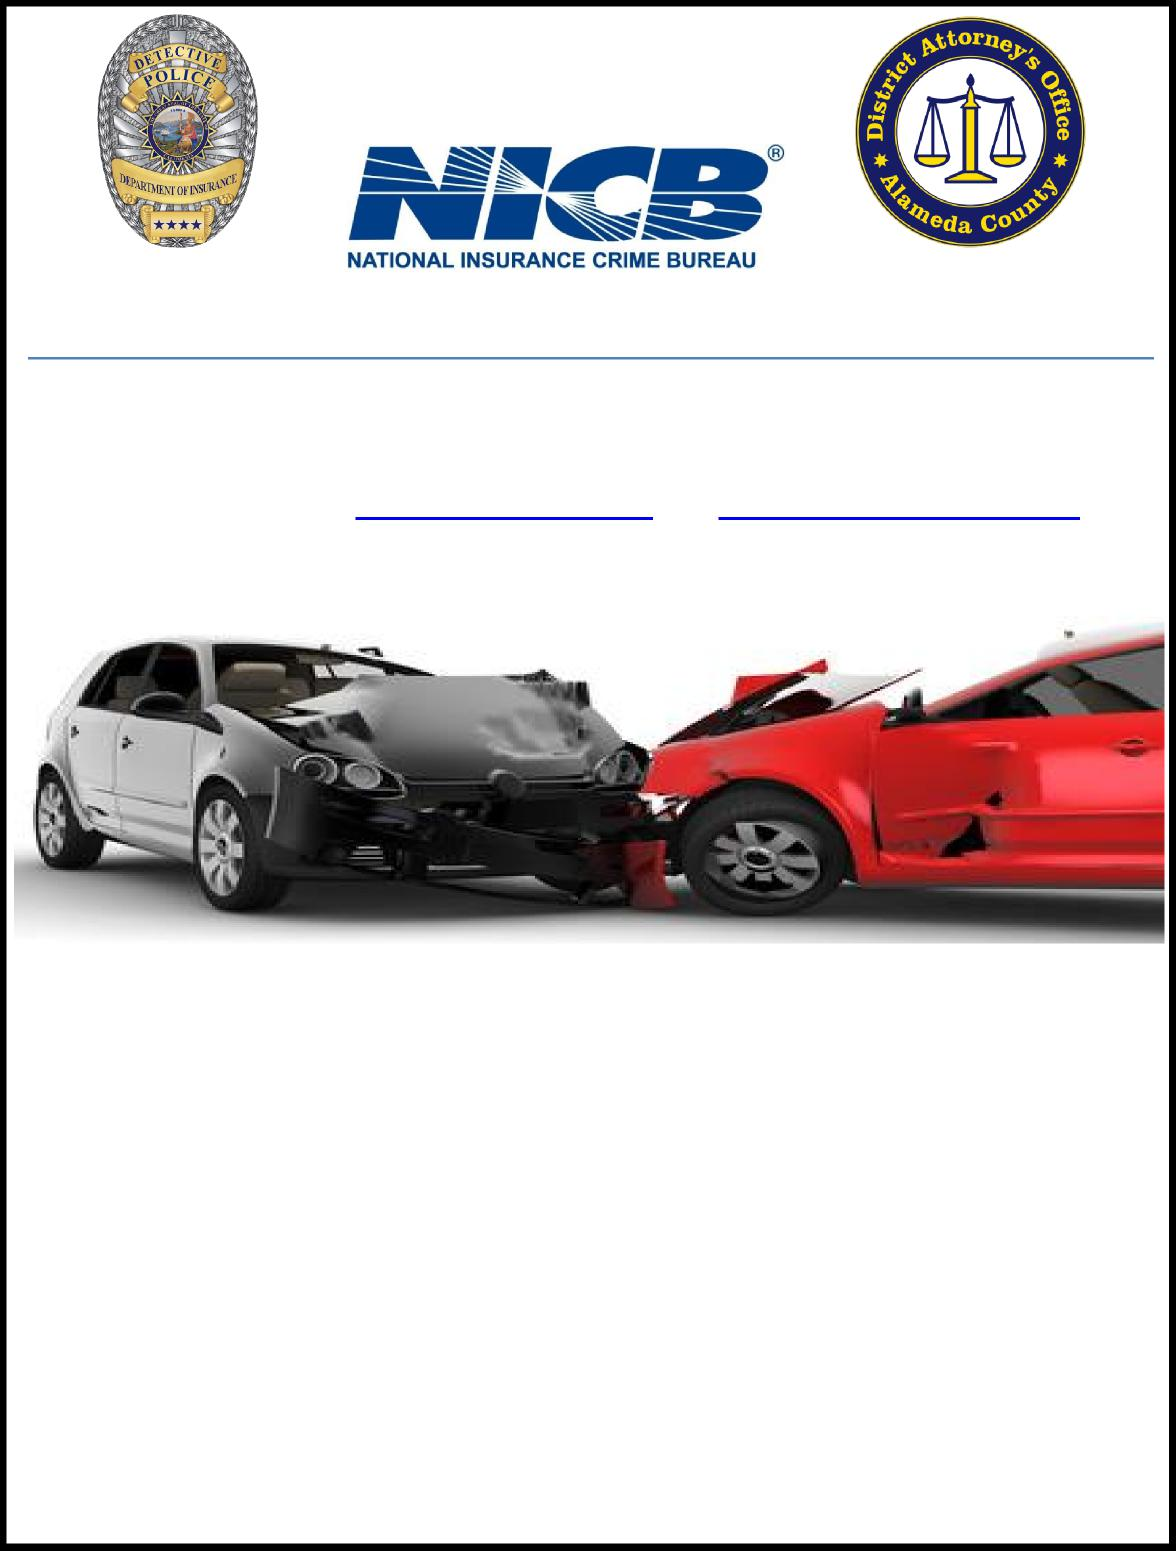 DETECTIVE
POLICE
DEPARTMENT OF INSURANCE
NICB®
NATIONAL INSURANCE CRIME BUREAU
District Attorney's Office
Alameda County